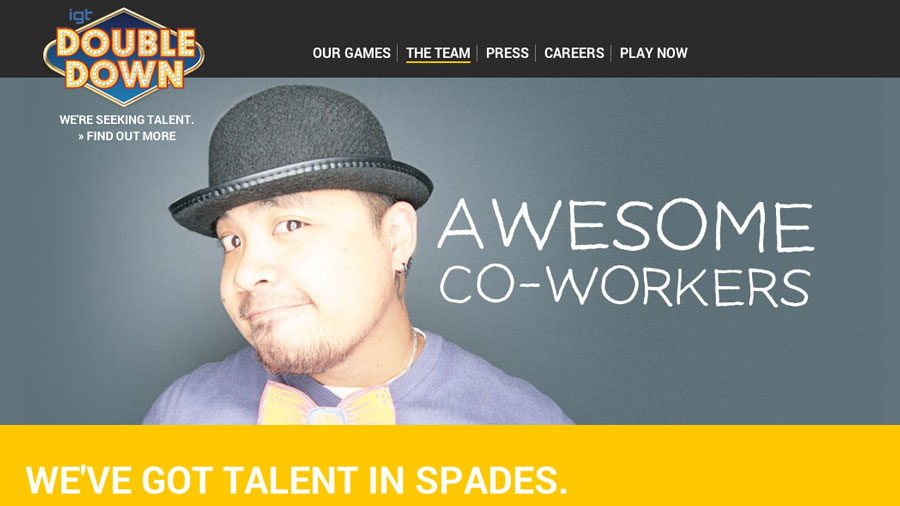 igt
DOUBLE
DOWN
OUR GAMES
THE TEAM
PRESS
CAREERS
PLAY NOW
WE'RE SEEKING TALENT.
» FIND OUT MORE
AWESOME
CO-WORKERS
WE'VE GOT TALENT IN SPADES.